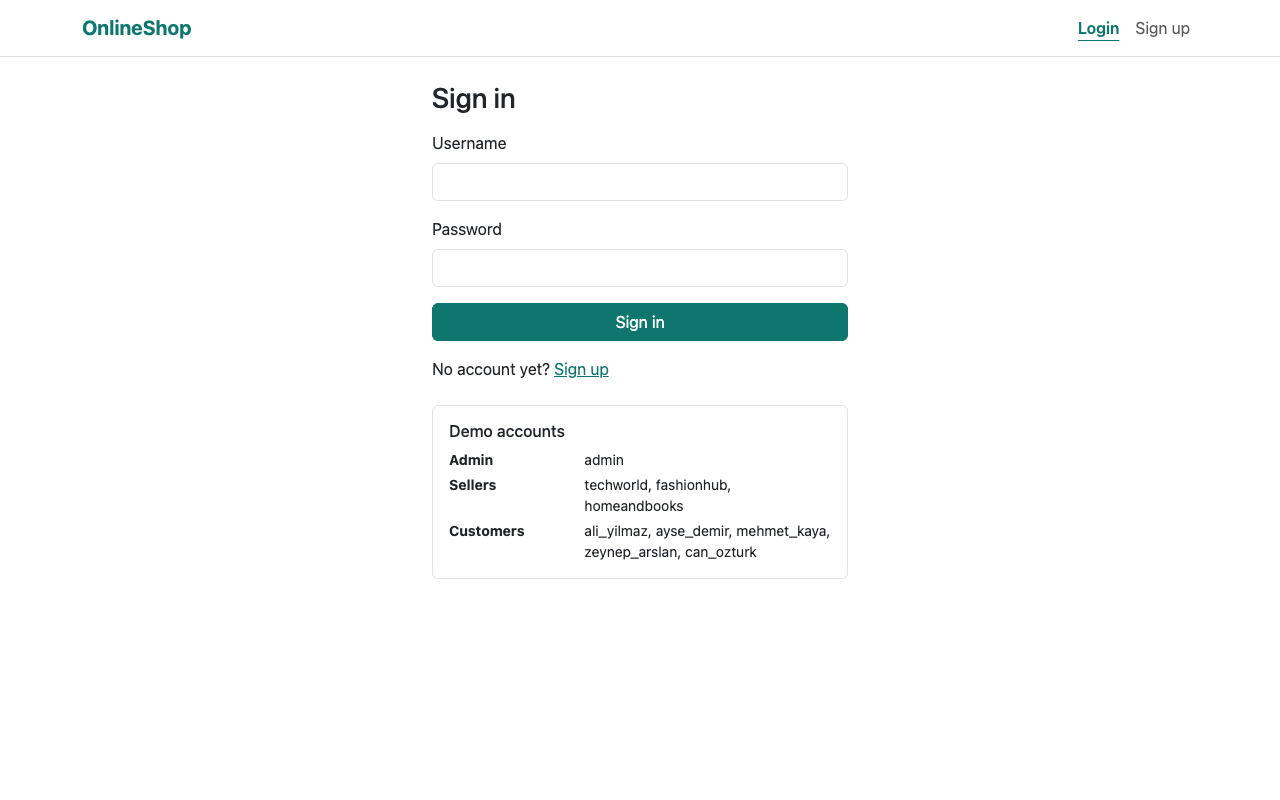 OnlineShop
Login
Sign up
Sign in
Username
Password
Sign in
No account yet? Sign up
Demo accounts
Admin admin
Sellers techworld, fashionhub,
homeandbooks
Customers ali_yilmaz, ayse_demir, mehmet_kaya,
zeynep_arslan, can_ozturk